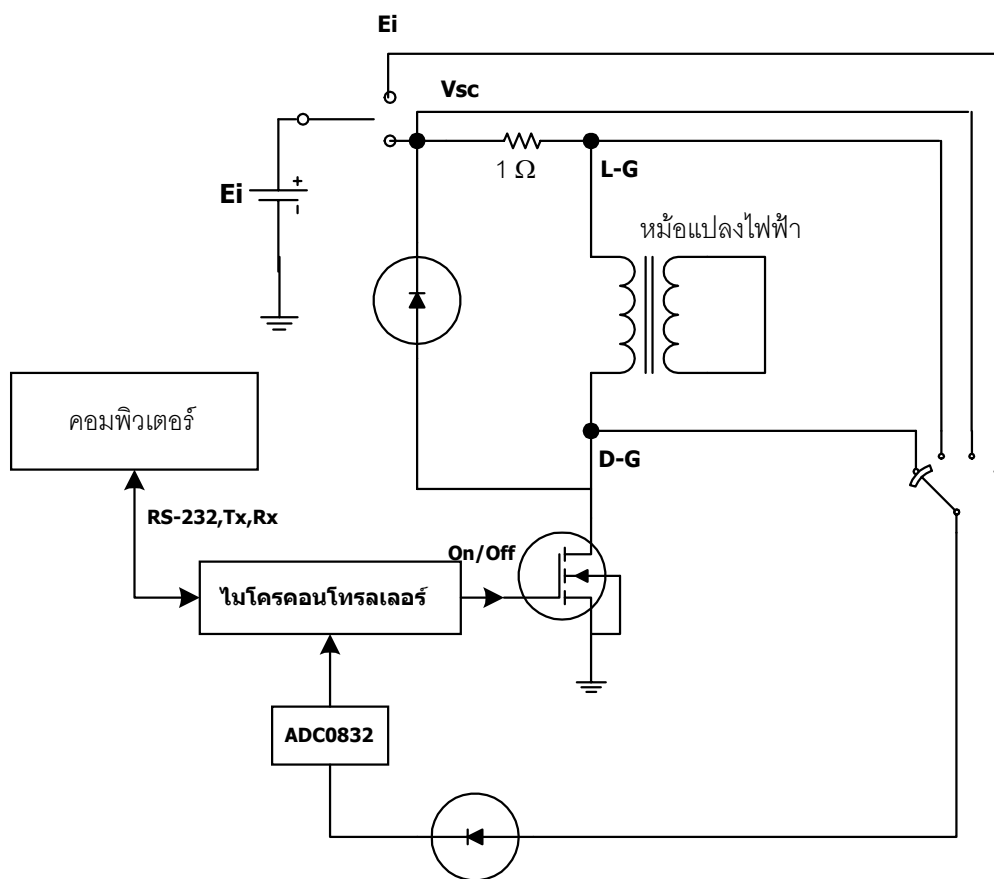 Ei
Vsc
1 Ω
L-G
Ei
+
หม้อแปลงไฟฟ้า
คอมพิวเตอร์
D-G
RS-232,Tx,Rx
On/Off
ไมโครคอนโทรลเลอร์
ADC0832